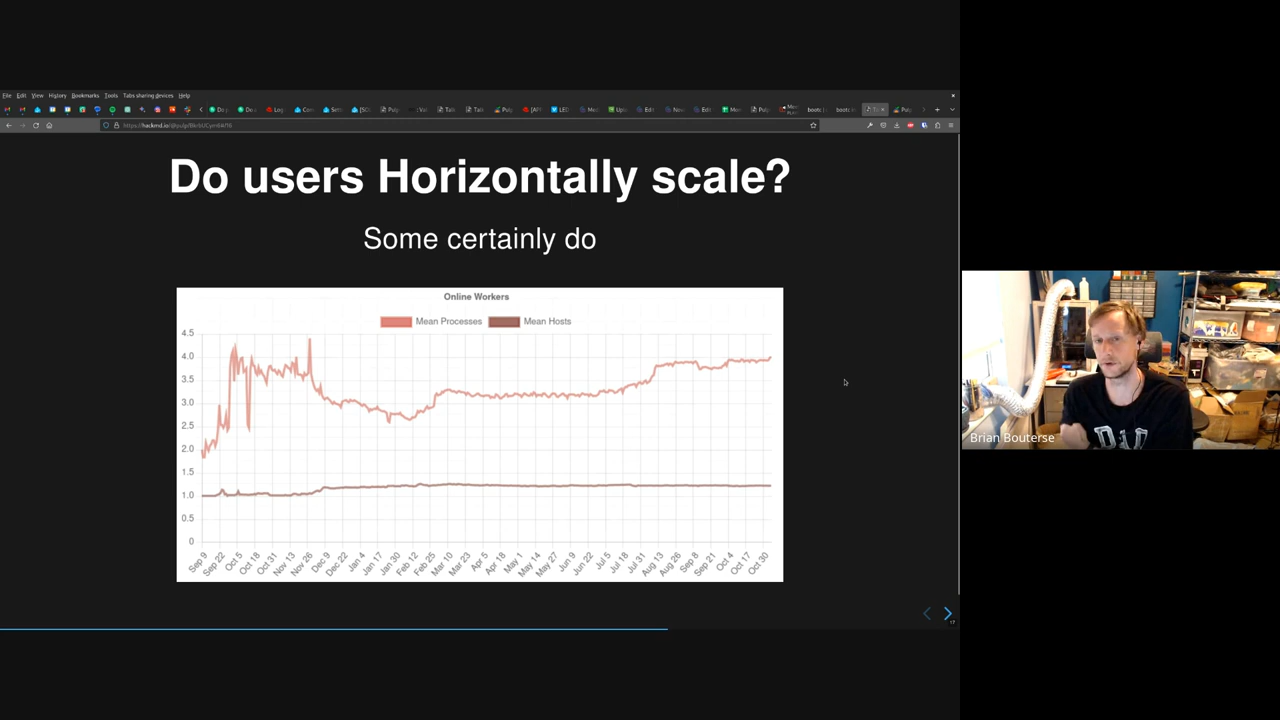 File Edit View History Bookmarks Tools Tabs sharing devices Help
Do users Horizontally scale?
Some certainly do
Online Workers
Mean Processes Mean Hosts
4.5
4.0
3.5
3.0
2.5
2.0
1.5
1.0
0.5
0
Sep 9 Sep 22 Oct 5 Oct 18 Oct 31 Nov 13 Nov 26 Dec 9 Dec 22 Jan 4 Jan 17 Jan 30 Feb 12 Feb 25 Mar 10 Mar 23 Apr 5 Apr 18 May 1 May 14 May 27 Jun 9 Jun 22 Jul 5 Jul 18 Jul 31 Aug 13 Aug 26 Sep 8 Sep 21 Oct 4 Oct 17 Oct 30
17
Brian Bouterse